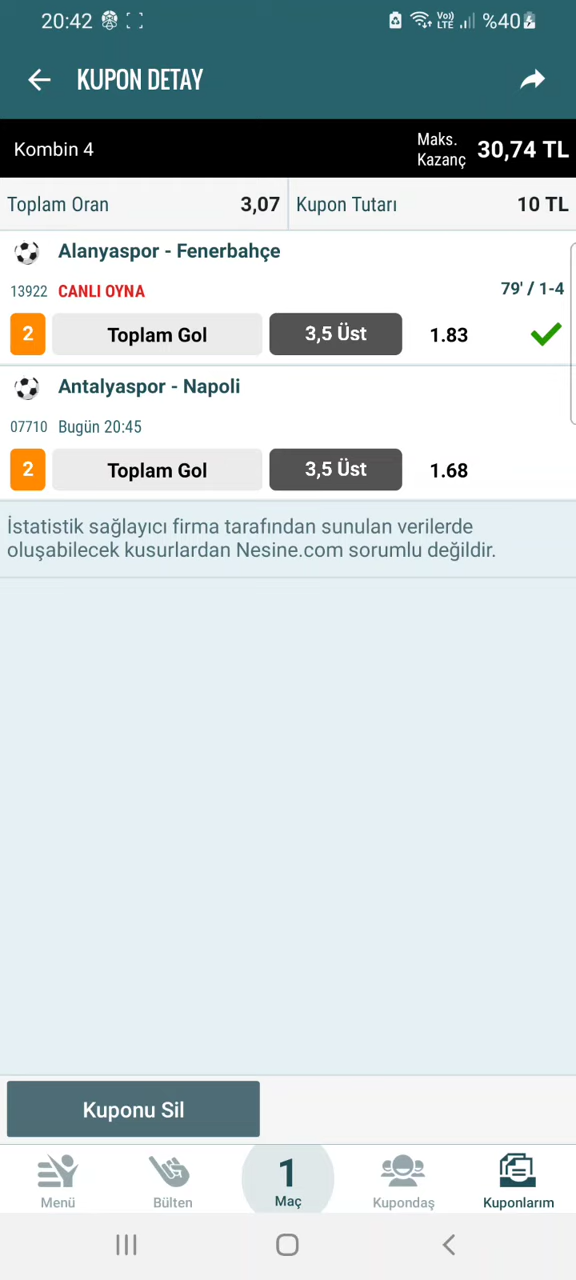 20:42 %40
KUPON DETAY
Kombin 4 Maks. Kazanç 30,74 TL
Toplam Oran 3,07 Kupon Tutarı 10 TL
Alanyaspor - Fenerbahçe
13922 CANLI OYNA 79' / 1-4
2 Toplam Gol 3,5 Üst 1.83
Antalyaspor - Napoli
07710 Bugün 20:45
2 Toplam Gol 3,5 Üst 1.68
İstatistik sağlayıcı firma tarafından sunulan verilerde
oluşabilecek kusurlardan Nesine.com sorumlu değildir.
Kuponu Sil
1
Menü Bülten Maç Kupondaş Kuponlarım